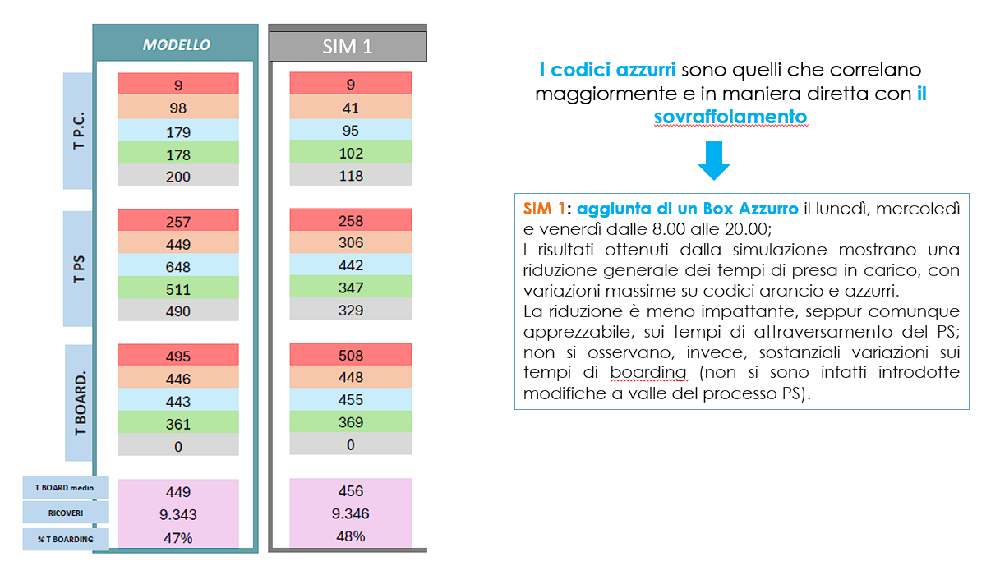 MODELLO
SIM 1
T P.C.
9
9
98
41
179
95
178
102
200
118
T PS
257
258
449
306
648
442
511
347
490
329
T BOARD.
495
508
446
448
443
455
361
369
0
0
T BOARD medio.
449
456
RICOVERI
9.343
9.346
% T BOARDING
47%
48%
I codici azzurri sono quelli che correlano
maggiormente e in maniera diretta con il
sovraffolamento
SIM 1: aggiunta di un Box Azzurro il lunedì, mercoledì
e venerdì dalle 8.00 alle 20.00;
I risultati ottenuti dalla simulazione mostrano una
riduzione generale dei tempi di presa in carico, con
variazioni massime su codici arancio e azzurri.
La riduzione è meno impattante, seppur comunque
apprezzabile, sui tempi di attraversamento del PS;
non si osservano, invece, sostanziali variazioni sui
tempi di boarding (non si sono infatti introdotte
modifiche a valle del processo PS).